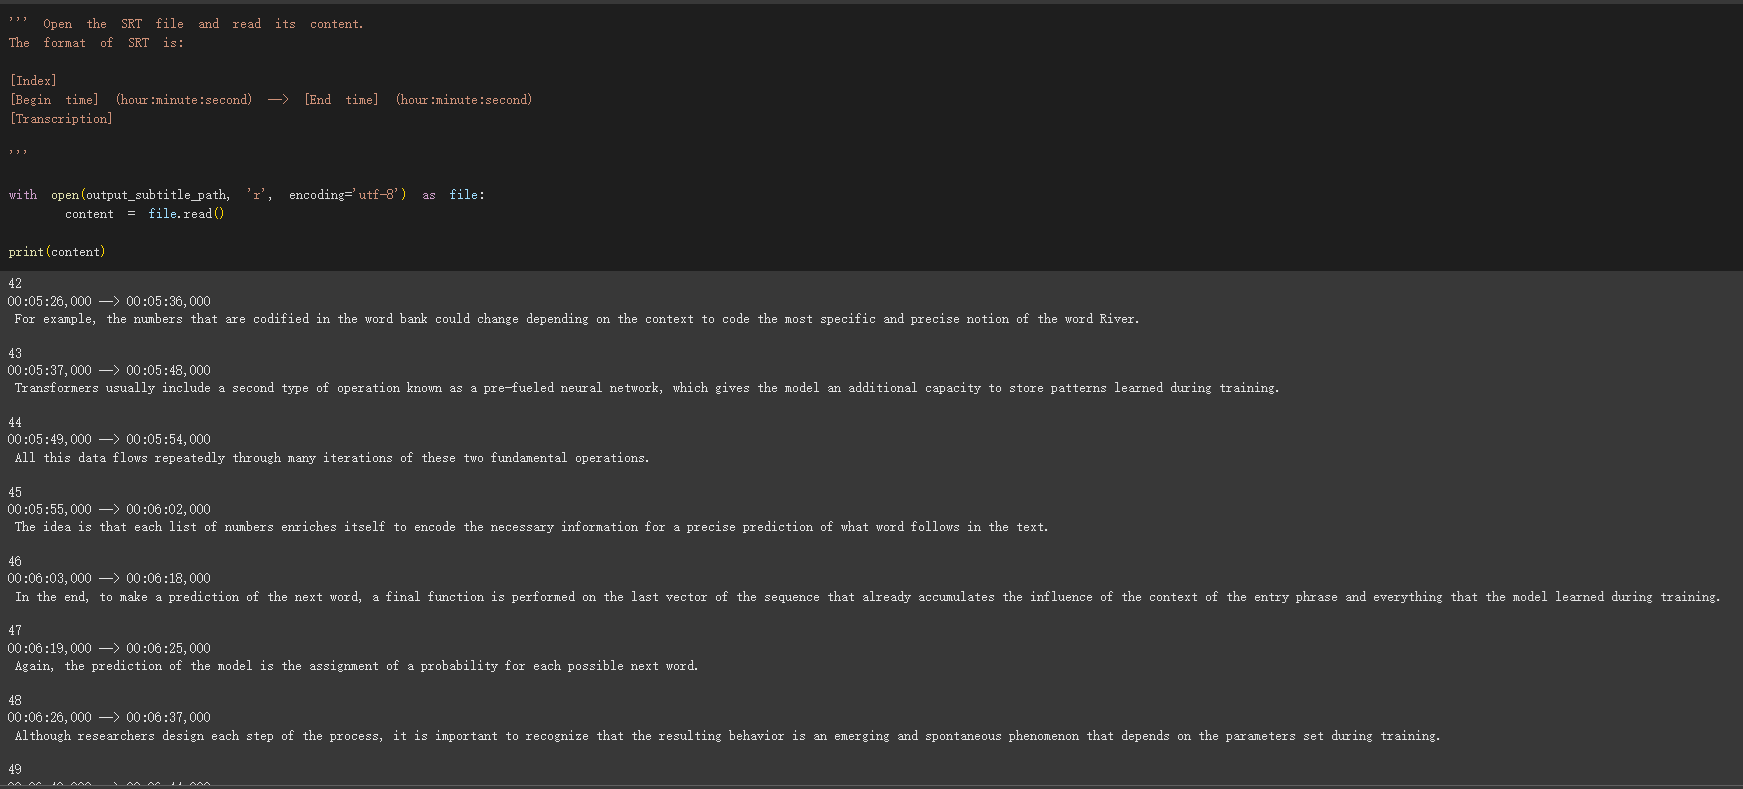 ''' Open the SRT file and read its content.
The format of SRT is:
[Index]
[Begin time] (hour:minute:second) --> [End time] (hour:minute:second)
[Transcription]
'''
with open(output_subtitle_path, 'r', encoding='utf-8') as file:
content = file.read()
print(content)
42
00:05:26,000 --> 00:05:36,000
For example, the numbers that are codified in the word bank could change depending on the context to code the most specific and precise notion of the word River.
43
00:05:37,000 --> 00:05:48,000
Transformers usually include a second type of operation known as a pre-fueled neural network, which gives the model an additional capacity to store patterns learned during training.
44
00:05:49,000 --> 00:05:54,000
All this data flows repeatedly through many iterations of these two fundamental operations.
45
00:05:55,000 --> 00:06:02,000
The idea is that each list of numbers enriches itself to encode the necessary information for a precise prediction of what word follows in the text.
46
00:06:03,000 --> 00:06:18,000
In the end, to make a prediction of the next word, a final function is performed on the last vector of the sequence that already accumulates the influence of the context of the entry phrase and everything that the model learned during training.
47
00:06:19,000 --> 00:06:25,000
Again, the prediction of the model is the assignment of a probability for each possible next word.
48
00:06:26,000 --> 00:06:37,000
Although researchers design each step of the process, it is important to recognize that the resulting behavior is an emerging and spontaneous phenomenon that depends on the parameters set during training.
49